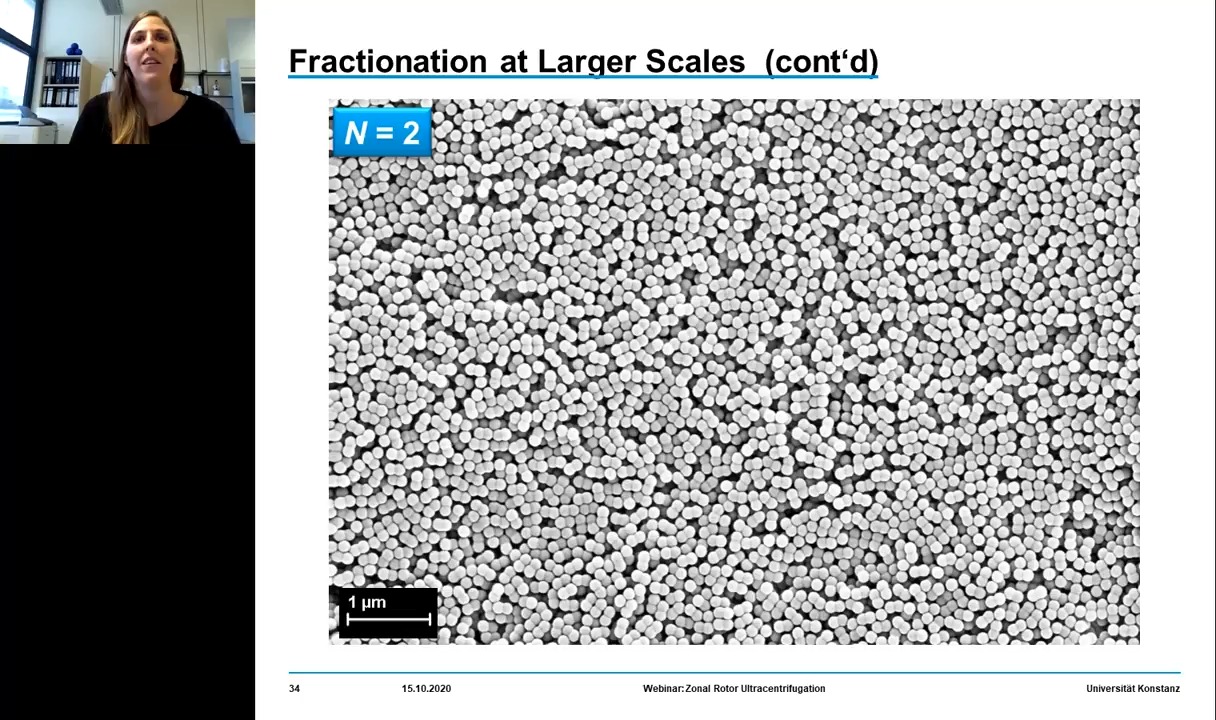 Fractionation at Larger Scales (cont‘d)
N = 2
1 µm
34 15.10.2020 Webinar: Zonal Rotor Ultracentrifugation Universität Konstanz